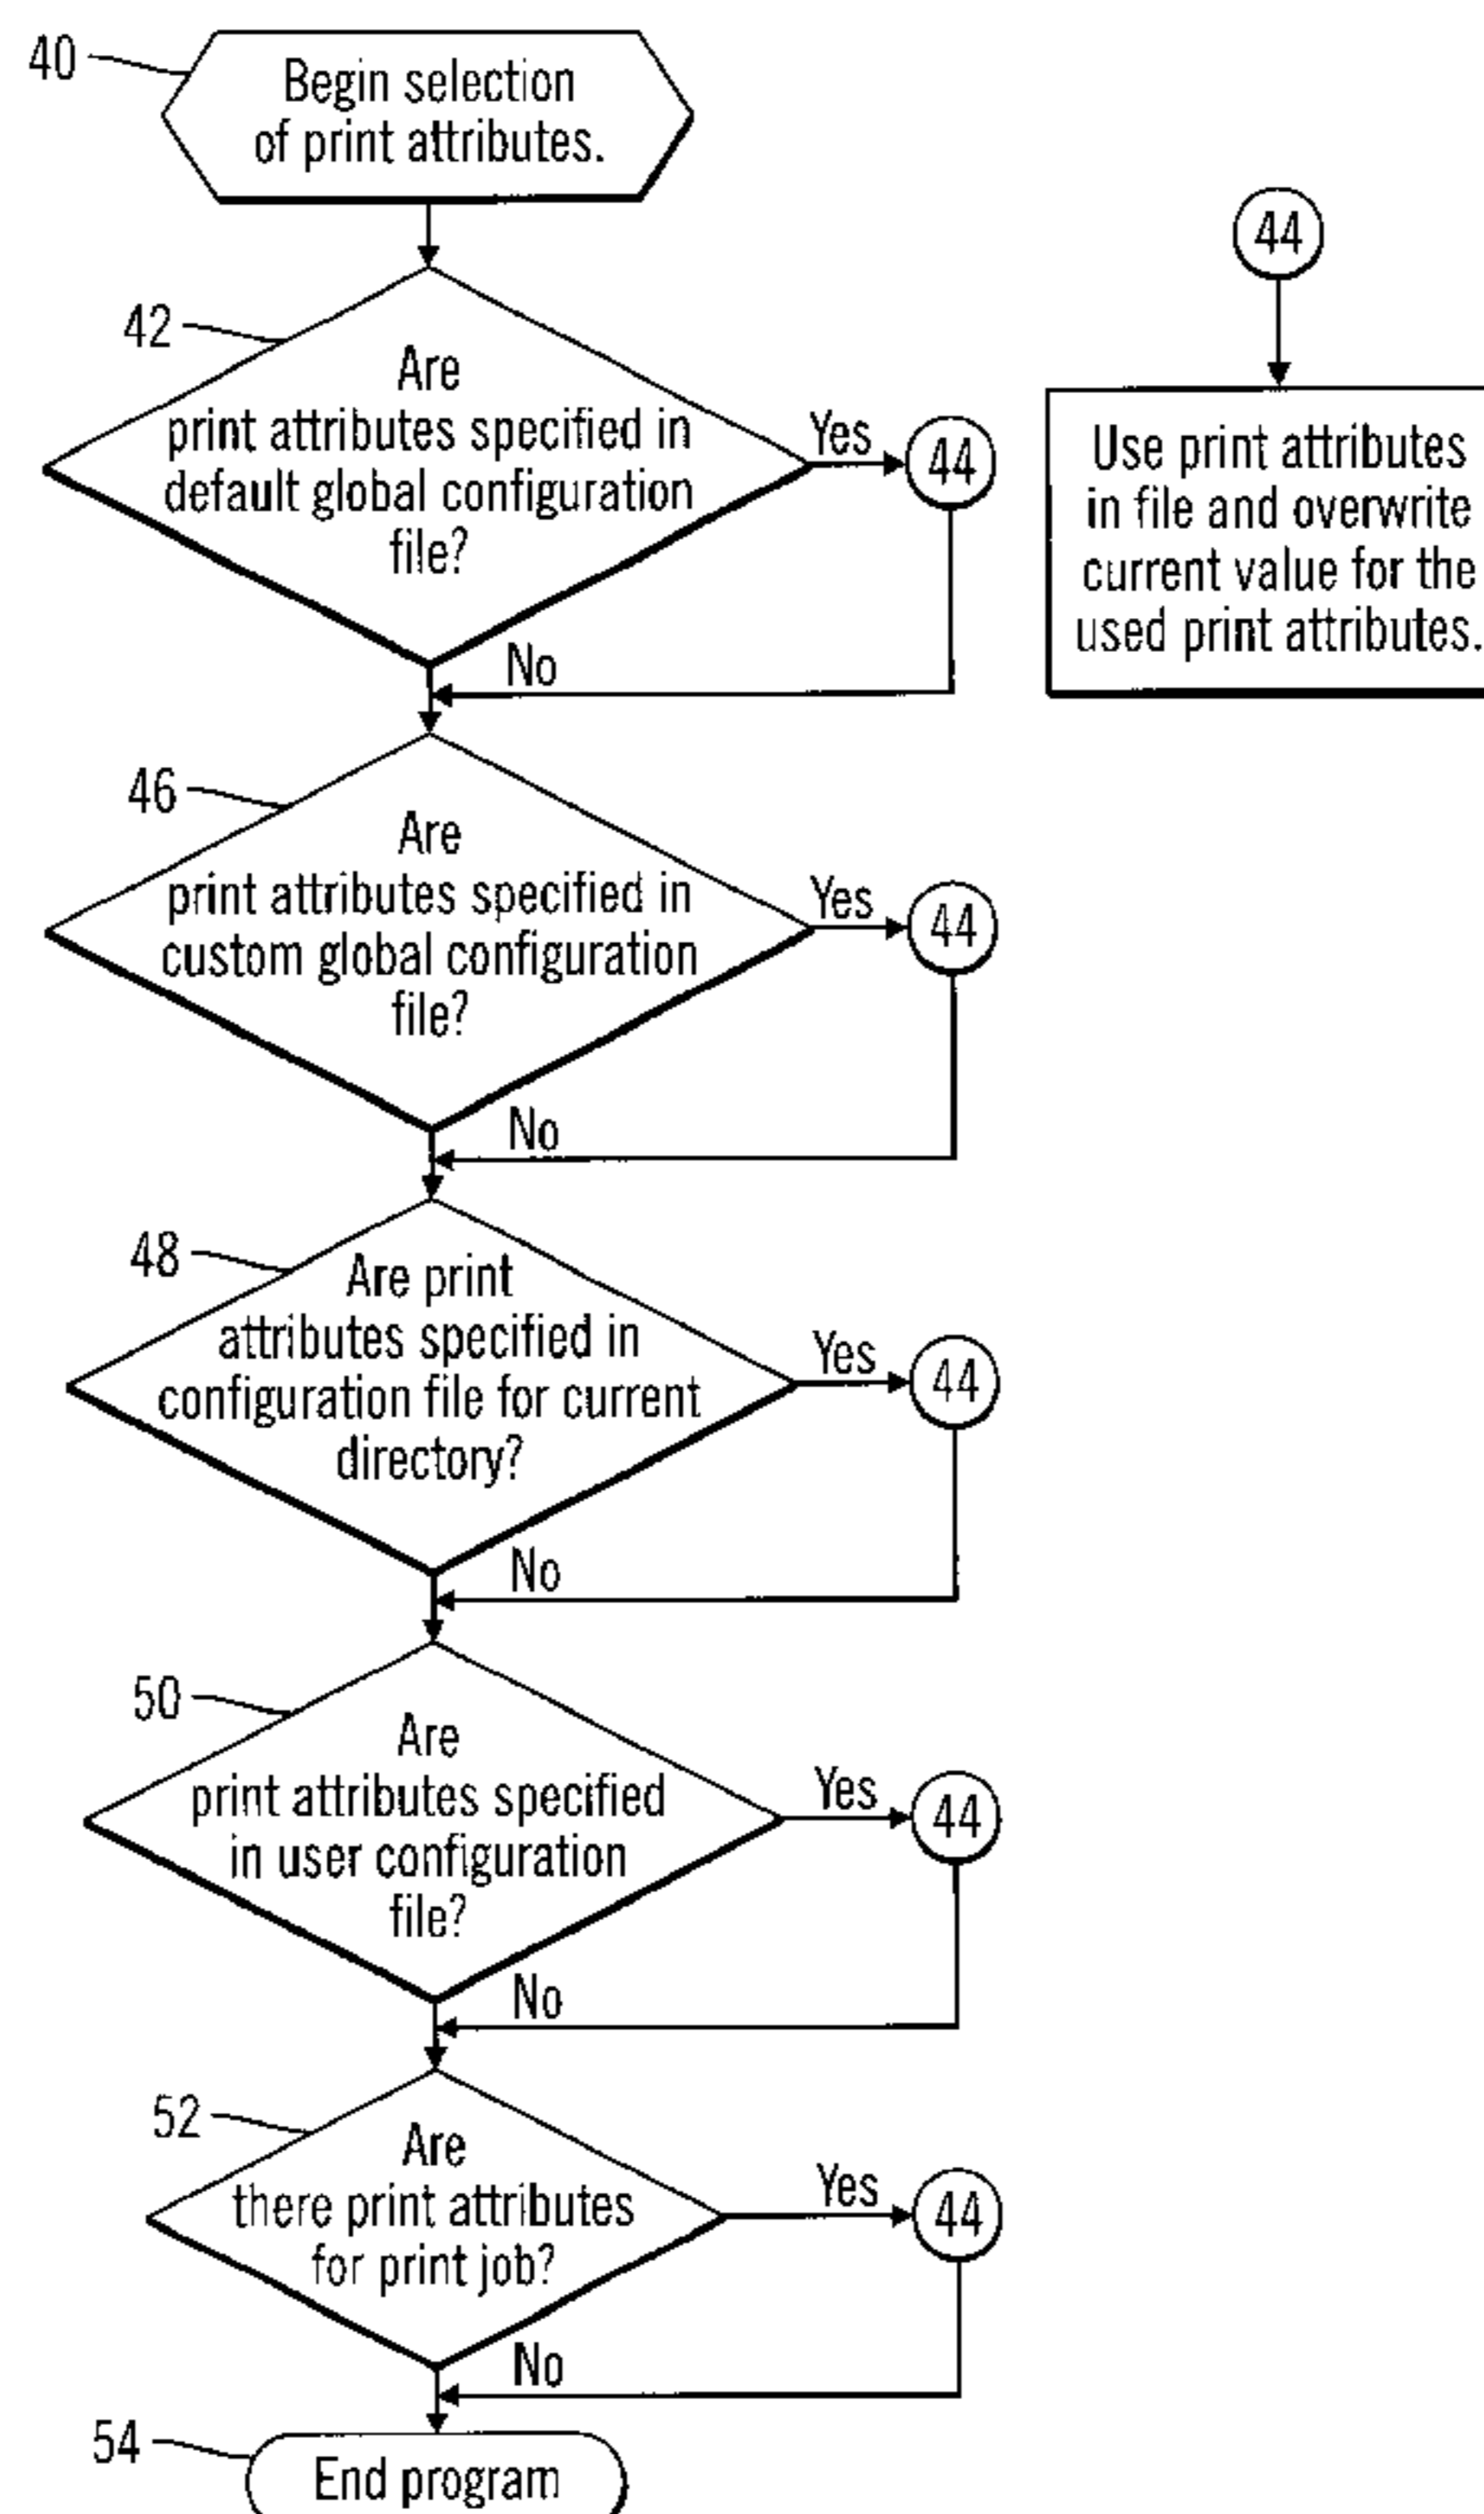 40
Begin selection
of print attributes.
42
Are
print attributes specified in
default global configuration
file?
Yes
44
No
44
Use print attributes
in file and overwrite
current value for the
used print attributes.
46
Are
print attributes specified in
custom global configuration
file?
Yes
44
No
48
Are print
attributes specified in
configuration file for current
directory?
Yes
44
No
50
Are
print attributes specified
in user configuration
file?
Yes
44
No
52
Are
there print attributes
for print job?
Yes
44
No
54
End program